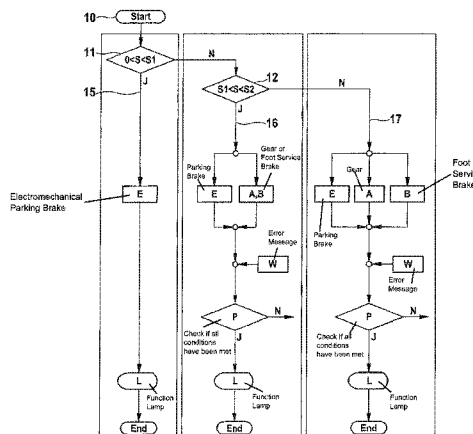 10
Start
11
0<S<S1
N
J
15
12
S1<S<S2
N
J
16
17
Parking
Brake
Gear or
Foot Service
Brake
E
A,B
E
Electromechanical
Parking Brake
Gear
E
A
B
Parking
Brake
Foot
Servi
Brake
Error
Message
W
W
Error
Message
P
N
J
Check if all
conditions
have been met
P
N
J
Check if all
conditions
have been met
L
Function
Lamp
L
Function
Lamp
L
Function
Lamp
End
End
End